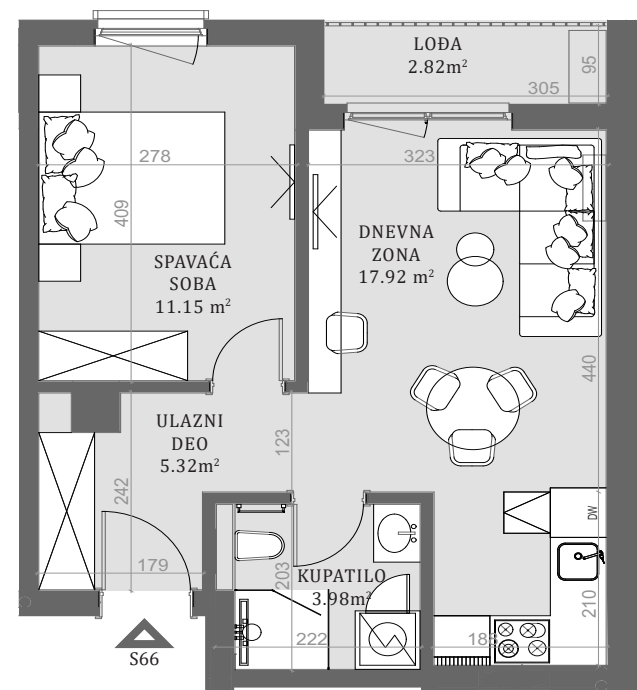 LOĐA
2.82m²
95
305
278
323
409
DNEVNA
ZONA
17.92 m²
SPAVAĆA
SOBA
11.15 m²
440
ULAZNI
DEO
5.32m²
123
242
DW
179
203
KUPATILO
3.98m²
210
222
185
S66